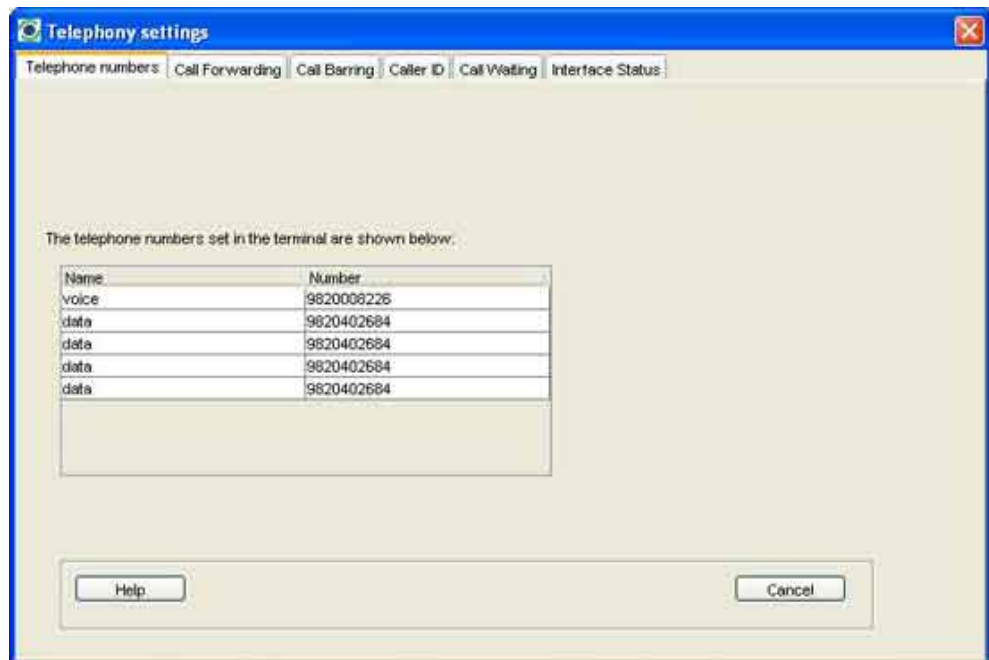 Telephony settings
Telephone numbers Call Forwarding Call Barring Caller ID Call Waiting Interface Status
The telephone numbers set in the terminal are shown below:
Name Number
voice 9820008226
data 9820402684
data 9820402684
data 9820402684
data 9820402684
Help Cancel